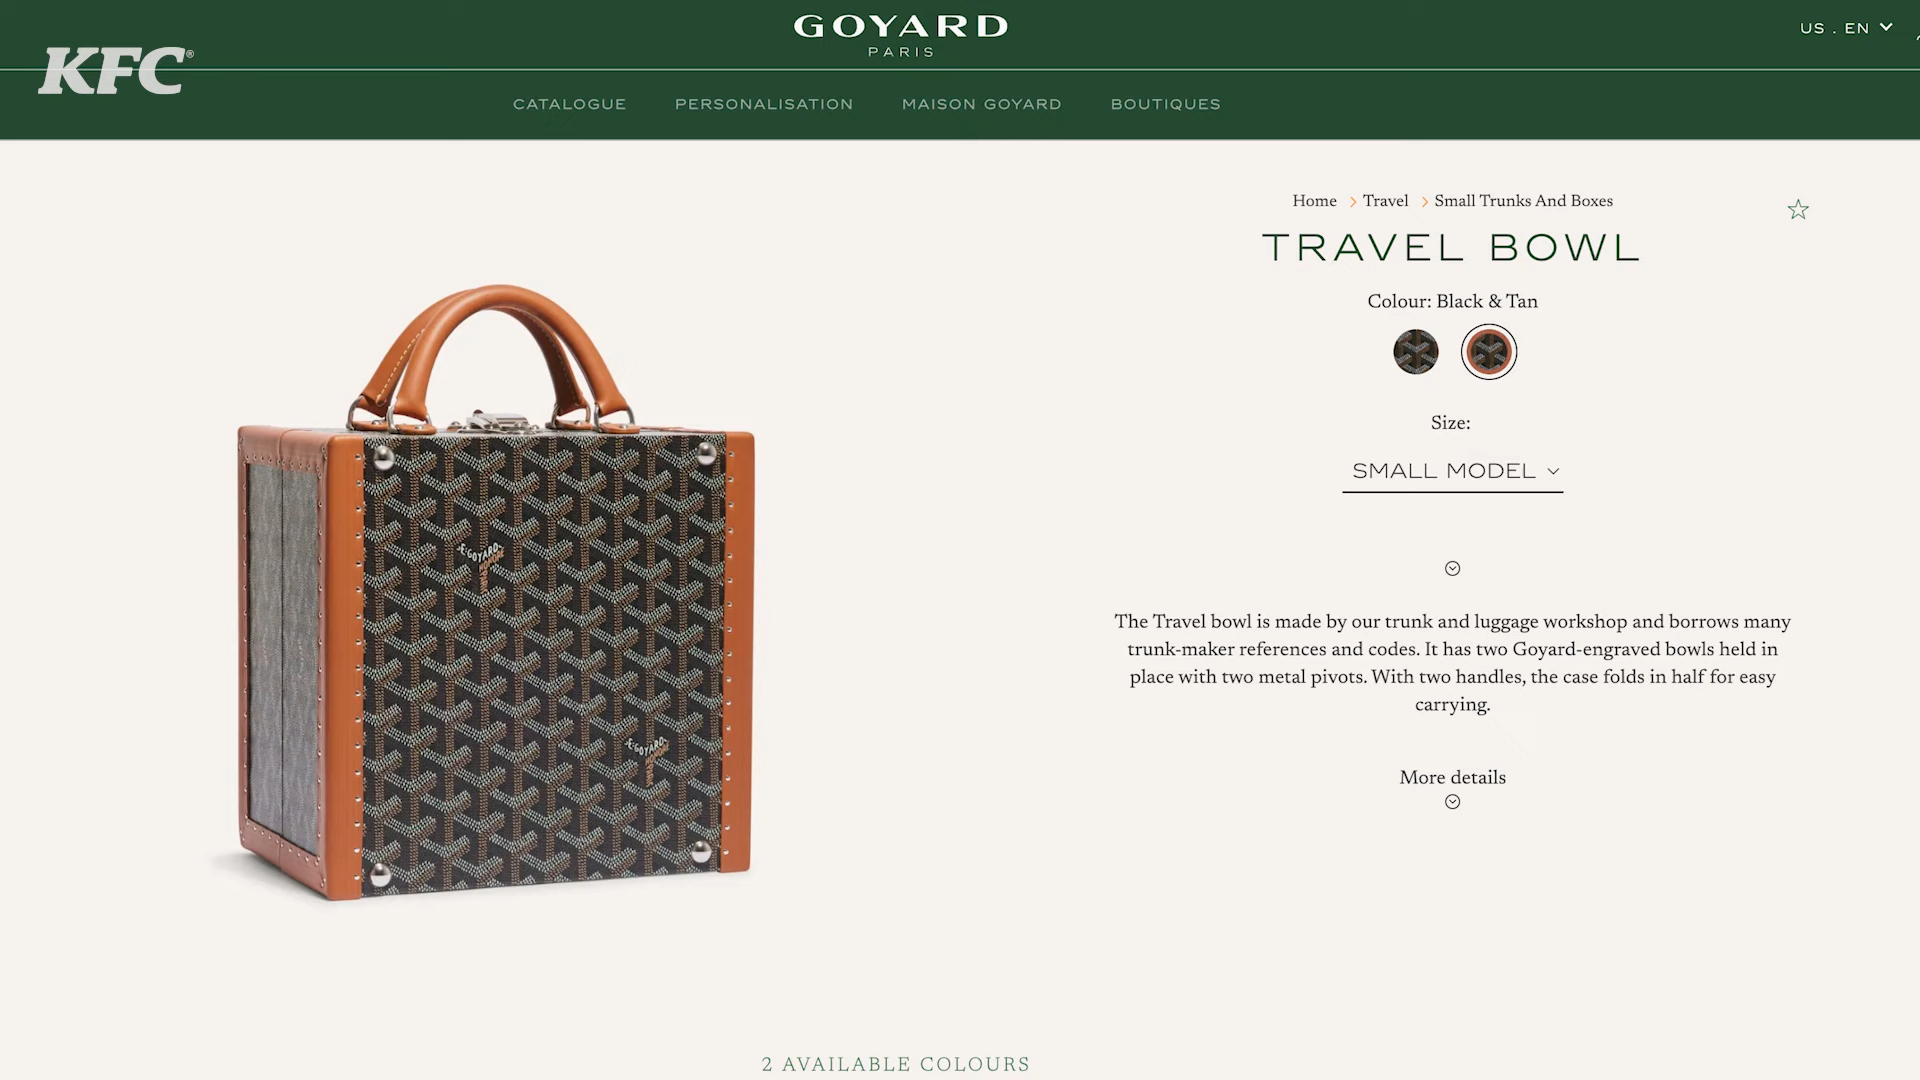 GOYARD
PARIS
US . EN
KFC®
CATALOGUE
PERSONALISATION
MAISON GOYARD
BOUTIQUES
Home
Travel
Small Trunks And Boxes
TRAVEL BOWL
Colour: Black & Tan
Size:
SMALL MODEL
The Travel bowl is made by our trunk and luggage workshop and borrows many
trunk-maker references and codes. It has two Goyard-engraved bowls held in
place with two metal pivots. With two handles, the case folds in half for easy
carrying.
More details
E.GOYARD
E.GOYARD
2 AVAILABLE COLOURS